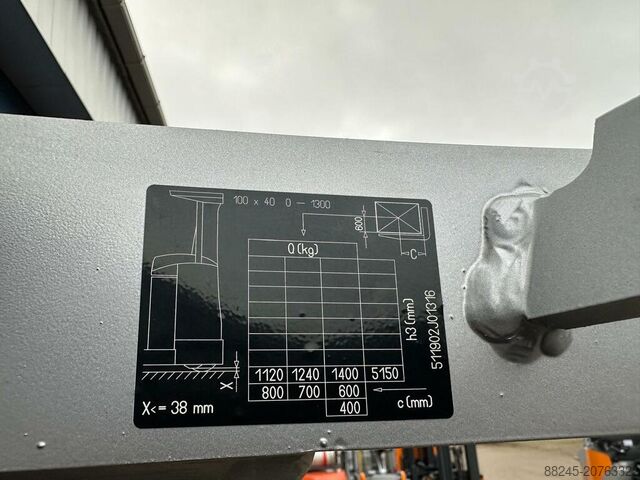 100 x 40 0 – 1300
600
C
Q (kg)
h3 (mm)
511902J01316
1120 1240 1400 5150
800 700 600 c (mm)
400
X
X<= 38 mm
88245-2076332